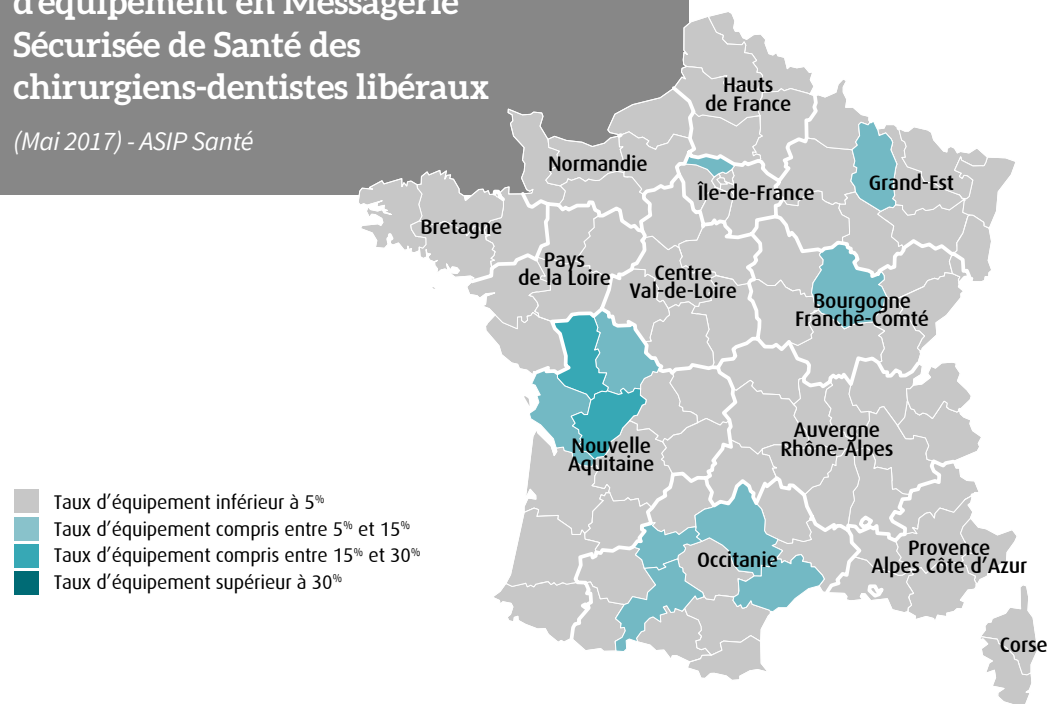 d'équipement en Messagerie
Sécurisée de Santé des
chirurgiens-dentistes libéraux
(Mai 2017) - ASIP Santé
Hauts
de France
Normandie
Île-de-France
Grand-Est
Bretagne
Pays
de la Loire
Centre
Val-de-Loire
Bourgogne
Franche-Comté
Auvergne
Rhône-Alpes
Nouvelle
Aquitaine
Occitanie
Provence
Alpes Côte d'Azur
Corse
Taux d'équipement inférieur à 5%
Taux d'équipement compris entre 5% et 15%
Taux d'équipement compris entre 15% et 30%
Taux d'équipement supérieur à 30%